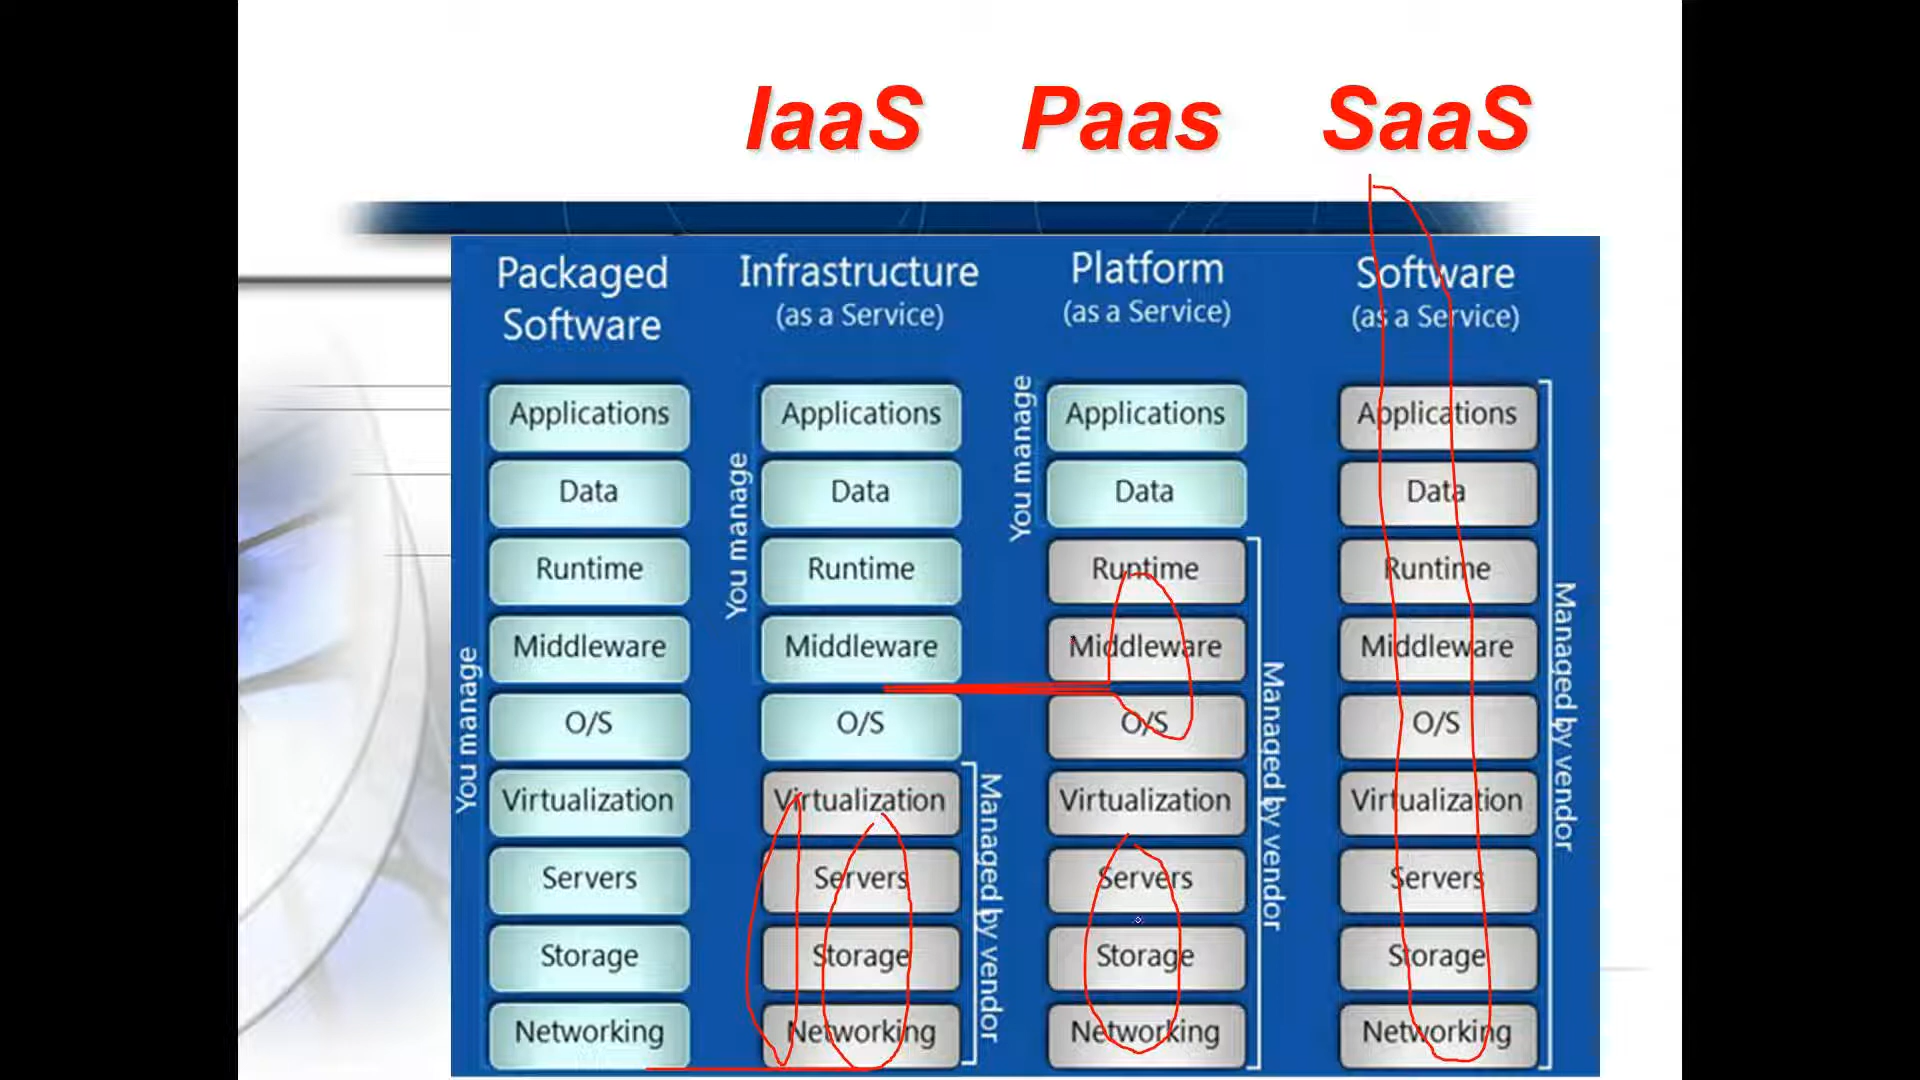 IaaS Paas SaaS
Packaged
Software
Infrastructure
(as a Service)
Platform
(as a Service)
Software
(as a Service)
You manage
Applications
Data
Runtime
Middleware
O/S
Virtualization
Servers
Storage
Networking
You manage
Applications
Data
Runtime
Middleware
O/S
Virtualization
Servers
Storage
Networking
Managed by vendor
You manage
Applications
Data
Runtime
Middleware
O/S
Virtualization
Servers
Storage
Networking
Managed by vendor
Applications
Data
Runtime
Middleware
O/S
Virtualization
Servers
Storage
Networking
Managed by vendor